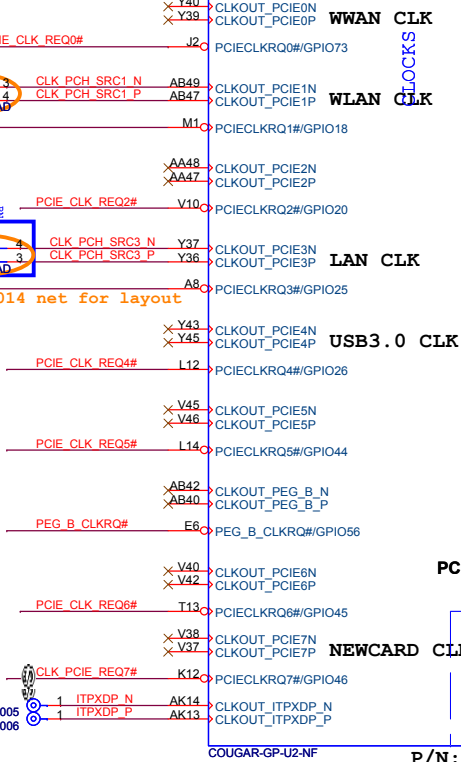 Y40 CLKOUT_PCIE0N
Y39 CLKOUT_PCIE0P WWAN CLK
IE_CLK_REQ0# J2 PCIECLKRQ0#/GPIO73
CLOCKS
3 CLK_PCH_SRC1_N AB49 CLKOUT_PCIE1N
4 CLK_PCH_SRC1_P AB47 CLKOUT_PCIE1P WLAN CLK
AD
M1 PCIECLKRQ1#/GPIO18
AA48 CLKOUT_PCIE2N
AA47 CLKOUT_PCIE2P
PCIE_CLK_REQ2# V10 PCIECLKRQ2#/GPIO20
4 CLK_PCH_SRC3_N Y37 CLKOUT_PCIE3N
3 CLK_PCH_SRC3_P Y36 CLKOUT_PCIE3P LAN CLK
AD
A8 PCIECLKRQ3#/GPIO25
014 net for layout
Y43 CLKOUT_PCIE4N
Y45 CLKOUT_PCIE4P USB3.0 CLK
PCIE_CLK_REQ4# L12 PCIECLKRQ4#/GPIO26
V45 CLKOUT_PCIE5N
V46 CLKOUT_PCIE5P
PCIE_CLK_REQ5# L14 PCIECLKRQ5#/GPIO44
AB42 CLKOUT_PEG_B_N
AB40 CLKOUT_PEG_B_P
PEG_B_CLKRQ# E6 PEG_B_CLKRQ#/GPIO56
V40 CLKOUT_PCIE6N
V42 CLKOUT_PCIE6P
PC
PCIE_CLK_REQ6# T13 PCIECLKRQ6#/GPIO45
V38 CLKOUT_PCIE7N
V37 CLKOUT_PCIE7P NEWCARD CL
CLK_PCIE_REQ7# K12 PCIECLKRQ7#/GPIO46
1 ITPXDP_N AK14 CLKOUT_ITPXDP_N
005 1 ITPXDP_P AK13 CLKOUT_ITPXDP_P
006
COUGAR-GP-U2-NF
P/N: